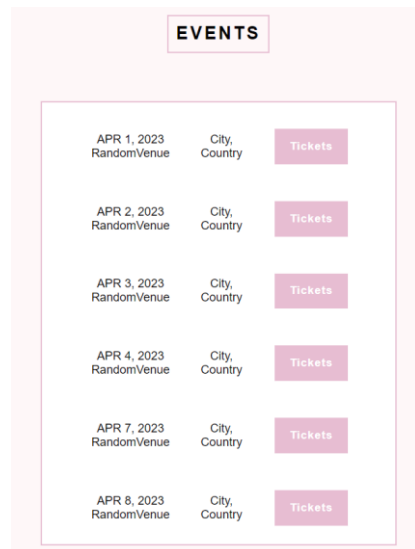 EVENTS
APR 1, 2023
RandomVenue
City,
Country
Tickets
APR 2, 2023
RandomVenue
City,
Country
Tickets
APR 3, 2023
RandomVenue
City,
Country
Tickets
APR 4, 2023
RandomVenue
City,
Country
Tickets
APR 7, 2023
RandomVenue
City,
Country
Tickets
APR 8, 2023
RandomVenue
City,
Country
Tickets